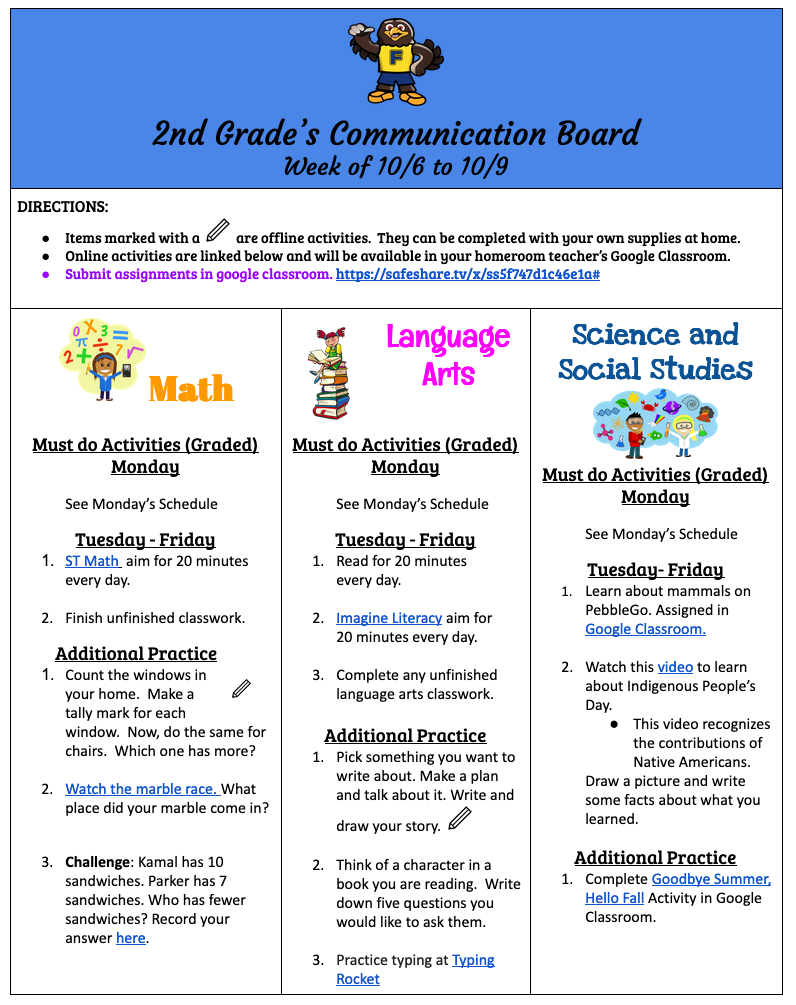 F
2nd Grade's Communication Board
Week of 10/6 to 10/9
DIRECTIONS:
● Items marked with a are offline activities. They can be completed with your own supplies at home.
● Online activities are linked below and will be available in your homeroom teacher's Google Classroom.
● Submit assignments in google classroom. https://safeshare.tv/x/ss5f747d1c46e1a#
Math
Must do Activities (Graded)
Monday
See Monday's Schedule
Tuesday - Friday
1. ST Math aim for 20 minutes
every day.
2. Finish unfinished classwork.
Additional Practice
1. Count the windows in
your home. Make a
tally mark for each
window. Now, do the same for
chairs. Which one has more?
2. Watch the marble race. What
place did your marble come in?
3. Challenge: Kamal has 10
sandwiches. Parker has 7
sandwiches. Who has fewer
sandwiches? Record your
answer here.
Language
Arts
Must do Activities (Graded)
Monday
See Monday's Schedule
Tuesday - Friday
1. Read for 20 minutes
every day.
2. Imagine Literacy aim for
20 minutes every day.
3. Complete any unfinished
language arts classwork.
Additional Practice
1. Pick something you want to
write about. Make a plan
and talk about it. Write and
draw your story.
2. Think of a character in a
book you are reading. Write
down five questions you
would like to ask them.
3. Practice typing at Typing
Rocket
Science and
Social Studies
Must do Activities (Graded)
Monday
See Monday's Schedule
Tuesday- Friday
1. Learn about mammals on
PebbleGo. Assigned in
Google Classroom.
2. Watch this video to learn
about Indigenous People's
Day.
● This video recognizes
the contributions of
Native Americans.
Draw a picture and write
some facts about what you
learned.
Additional Practice
1. Complete Goodbye Summer,
Hello Fall Activity in Google
Classroom.